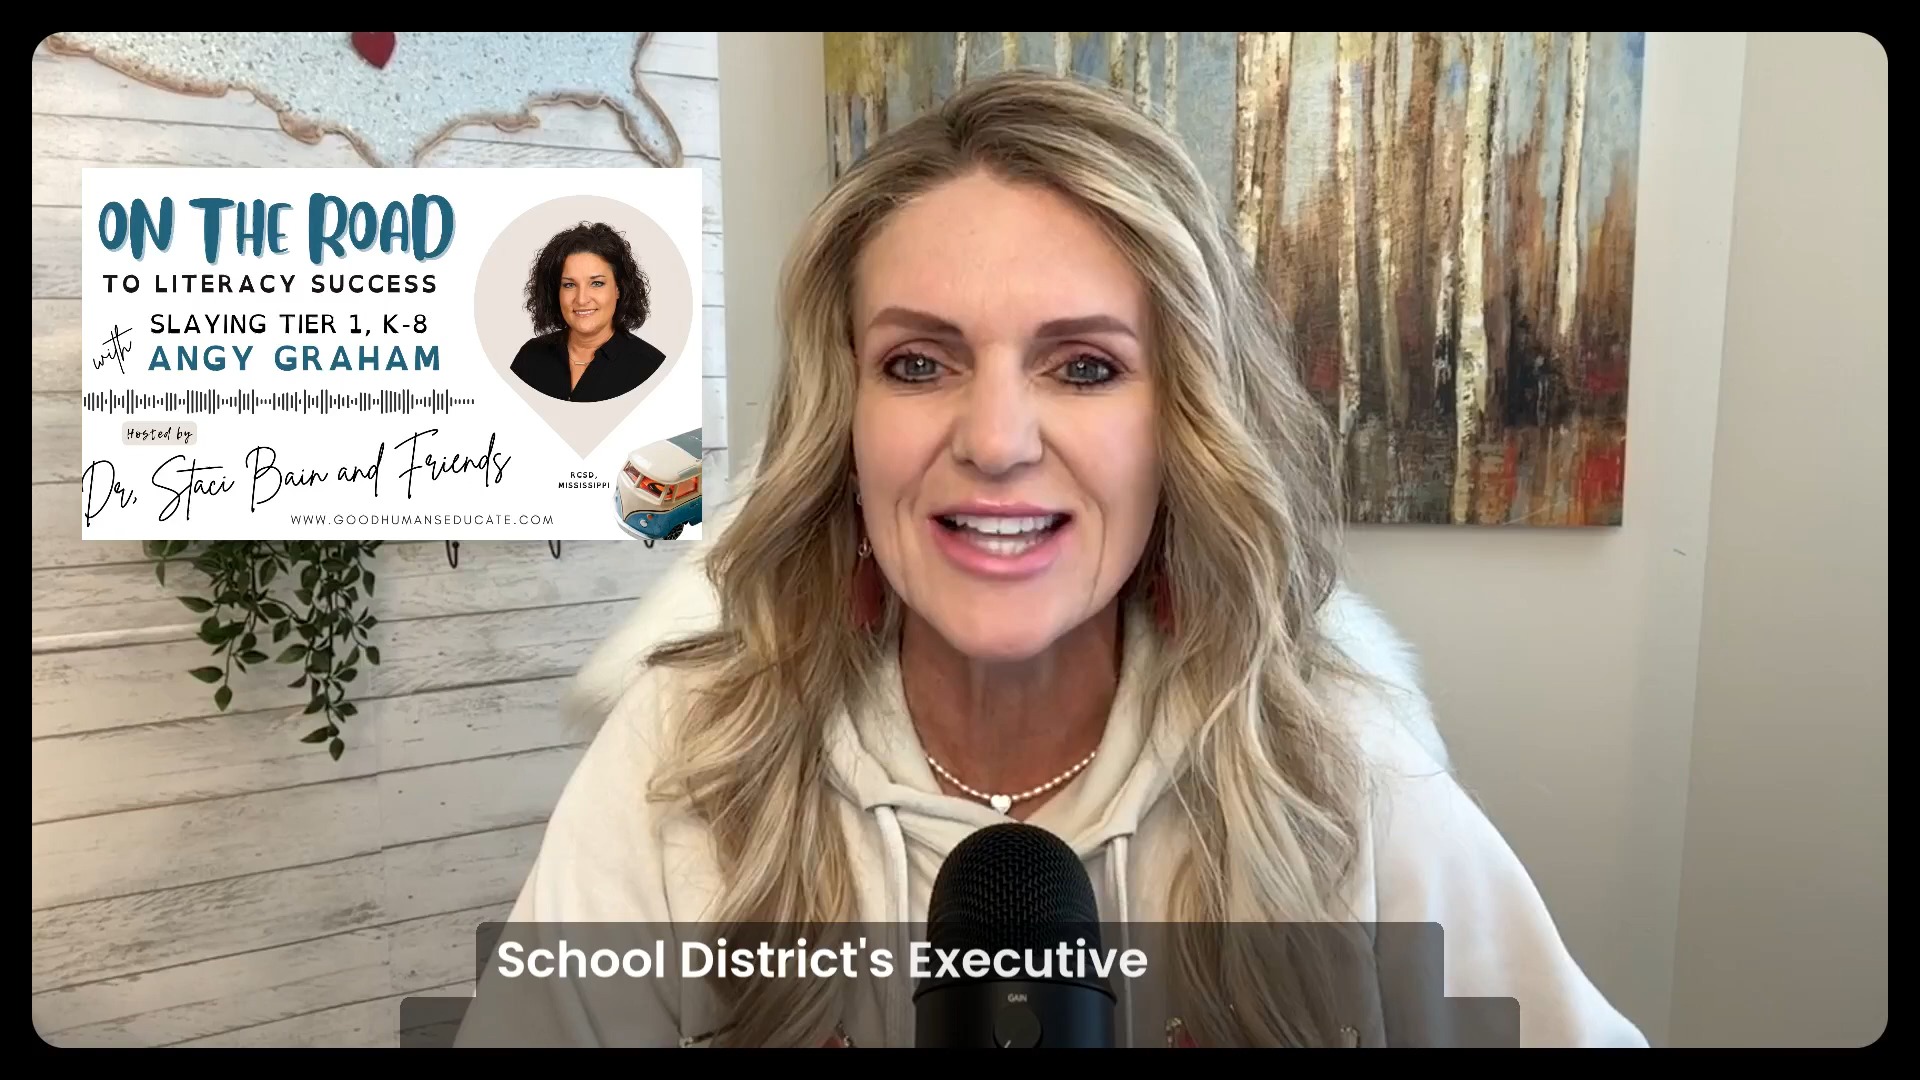 ON THE ROAD
TO LITERACY SUCCESS
SLAYING TIER 1, K-8
with ANGY GRAHAM
Hosted by
Dr. Staci Bain and Friends
RCSD,
MISSISSIPPI
WWW.GOODHUMANSEDUCATE.COM
School District's Executive
GAIN